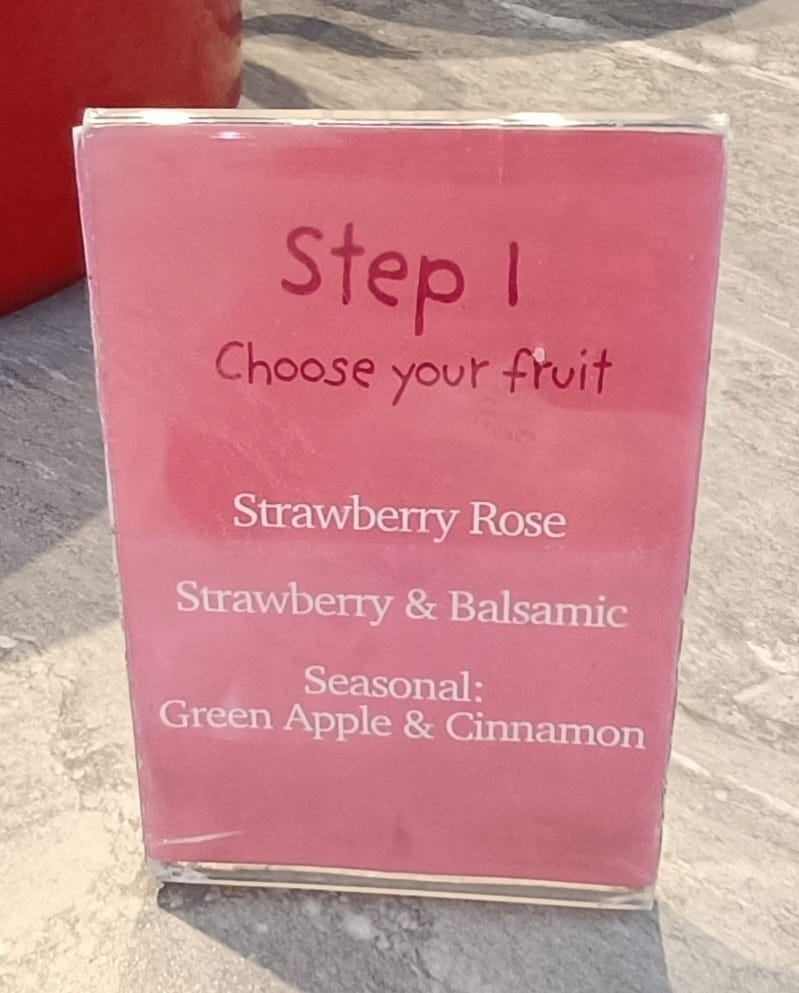 Step 1
Choose your fruit
Strawberry Rose
Strawberry & Balsamic
Seasonal:
Green Apple & Cinnamon